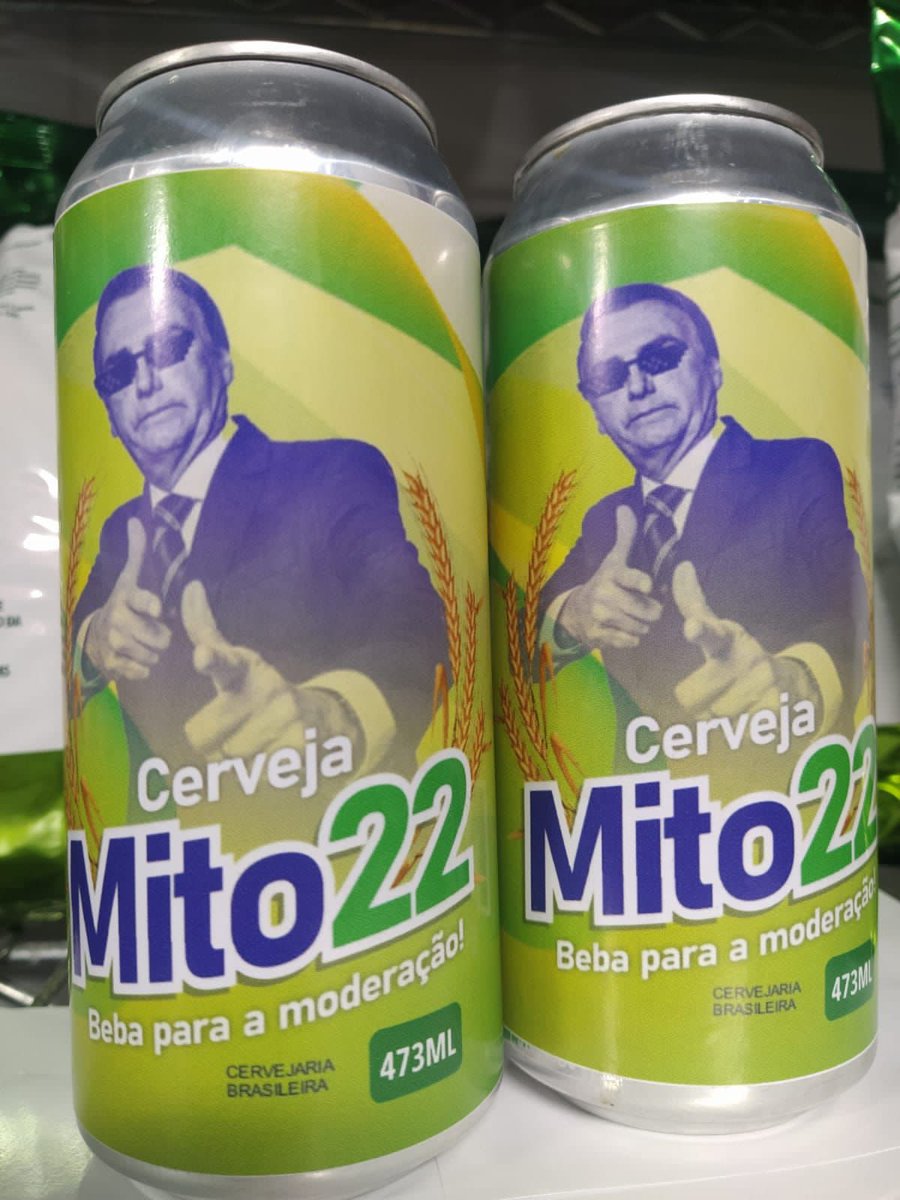 Cerveja
Mito22
Beba para a moderação!
CERVEJARIA
BRASILEIRA
473ML
Cerveja
Mito22
Beba para a moderação!
CERVEJARIA
BRASILEIRA
473ML